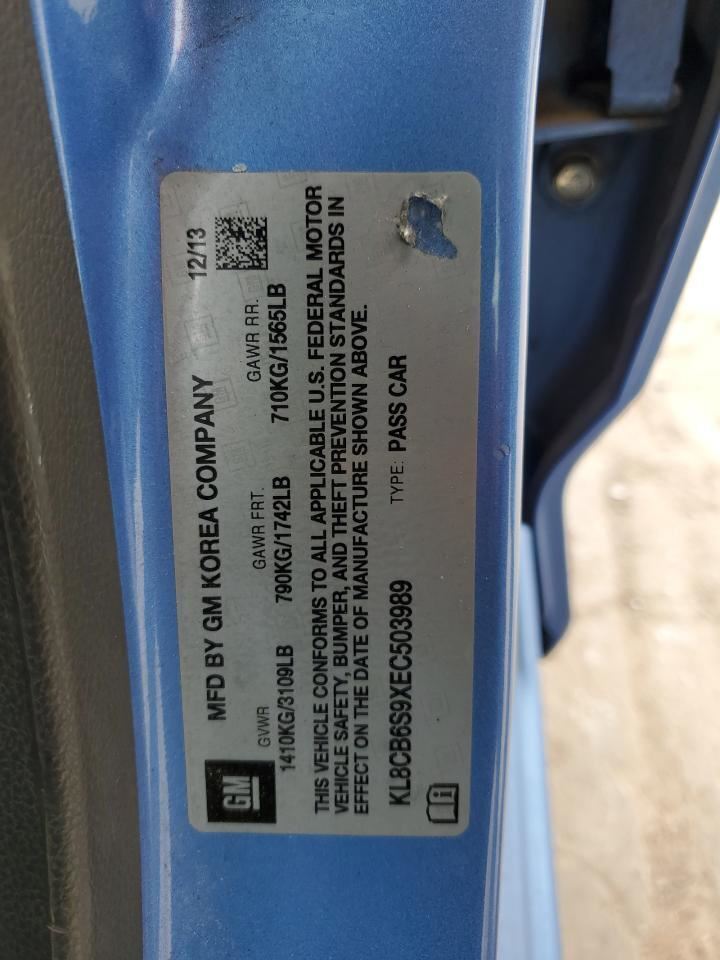 GM
MFD BY GM KOREA COMPANY
12/13
GVWR GAWR FRT. GAWR RR.
1410KG/3109LB 790KG/1742LB 710KG/1565LB
THIS VEHICLE CONFORMS TO ALL APPLICABLE U.S. FEDERAL MOTOR
VEHICLE SAFETY, BUMPER, AND THEFT PREVENTION STANDARDS IN
EFFECT ON THE DATE OF MANUFACTURE SHOWN ABOVE.
KL8CB6S9XEC503989 TYPE: PASS CAR